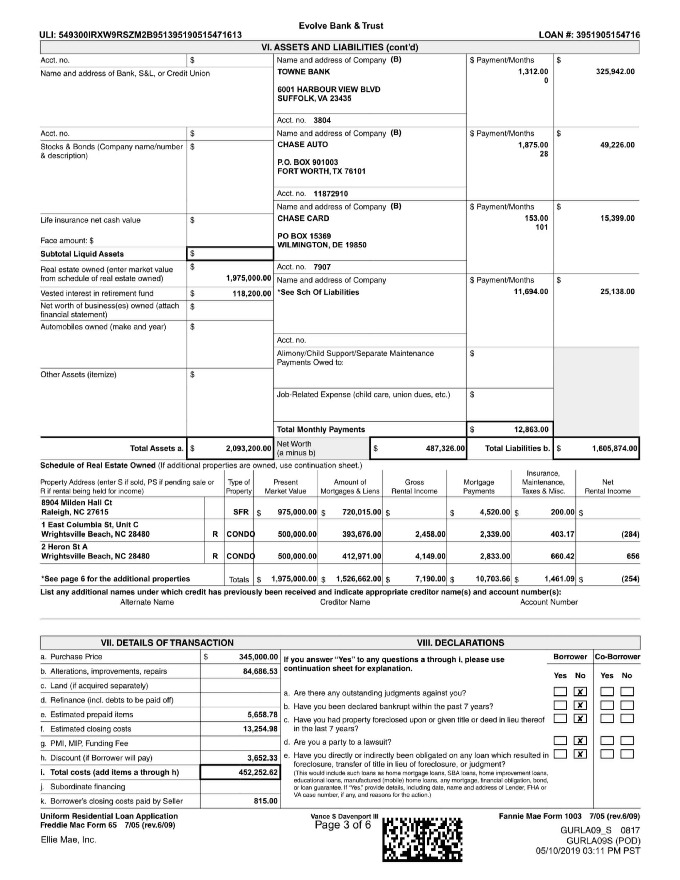 Evolve Bank & Trust
ULI: 549300IRXW9RSZM2B951395190515471613 LOAN #: 3951905154716
VI. ASSETS AND LIABILITIES (cont'd)
Acct. no. $ Name and address of Company (B) $ Payment/Months $
Name and address of Bank, S&L, or Credit Union TOWNE BANK 1,312.00 325,942.00
0
6001 HARBOUR VIEW BLVD
SUFFOLK, VA 23435
Acct. no. 3804
Acct. no. $ Name and address of Company (B) $ Payment/Months $
Stocks & Bonds (Company name/number & description) $ CHASE AUTO 1,875.00 49,226.00
28
P.O. BOX 901003
FORT WORTH, TX 76101
Acct. no. 11872910
Name and address of Company (B) $ Payment/Months $
Life insurance net cash value $ CHASE CARD 153.00 15,399.00
101
Face amount: $ PO BOX 15369
WILMINGTON, DE 19850
Subtotal Liquid Assets $
Acct. no. 7907
Real estate owned (enter market value from schedule of real estate owned) $ 1,975,000.00 Name and address of Company $ Payment/Months $
Vested interest in retirement fund $ 118,200.00 *See Sch Of Liabilities 11,694.00 25,138.00
Net worth of business(es) owned (attach financial statement) $
Automobiles owned (make and year) $
Acct. no.
Alimony/Child Support/Separate Maintenance Payments Owed to: $
Other Assets (itemize) $
Job-Related Expense (child care, union dues, etc.) $
Total Monthly Payments $ 12,863.00
Total Assets a. $ 2,093,200.00 Net Worth (a minus b) $ 487,326.00 Total Liabilities b. $ 1,605,874.00
Schedule of Real Estate Owned (If additional properties are owned, use continuation sheet.)
Property Address (enter S if sold, PS if pending sale or R if rental being held for income) Type of Property Present Market Value Amount of Mortgages & Liens Gross Rental Income Mortgage Payments Insurance, Maintenance, Taxes & Misc. Net Rental Income
8904 Milden Hall Ct
Raleigh, NC 27615 SFR $ 975,000.00 $ 720,015.00 $ $ 4,520.00 $ 200.00 $
1 East Columbia St, Unit C
Wrightsville Beach, NC 28480 R CONDO 500,000.00 393,676.00 2,458.00 2,339.00 403.17 (284)
2 Heron St A
Wrightsville Beach, NC 28480 R CONDO 500,000.00 412,971.00 4,149.00 2,833.00 660.42 656
*See page 6 for the additional properties Totals $ 1,975,000.00 $ 1,526,662.00 $ 7,190.00 $ 10,703.66 $ 1,461.09 $ (254)
List any additional names under which credit has previously been received and indicate appropriate creditor name(s) and account number(s):
Alternate Name Creditor Name Account Number
VII. DETAILS OF TRANSACTION
a. Purchase Price $ 345,000.00
b. Alterations, improvements, repairs 84,686.53
c. Land (if acquired separately)
d. Refinance (incl. debts to be paid off)
e. Estimated prepaid items 5,658.78
f. Estimated closing costs 13,254.98
g. PMI, MIP, Funding Fee
h. Discount (if Borrower will pay) 3,652.33
i. Total costs (add items a through h) 452,252.62
j. Subordinate financing
k. Borrower's closing costs paid by Seller 815.00
VIII. DECLARATIONS
If you answer "Yes" to any questions a through i, please use continuation sheet for explanation. Borrower Co-Borrower
Yes No Yes No
a. Are there any outstanding judgments against you? X
b. Have you been declared bankrupt within the past 7 years? X
c. Have you had property foreclosed upon or given title or deed in lieu thereof X
in the last 7 years?
d. Are you a party to a lawsuit? X
e. Have you directly or indirectly been obligated on any loan which resulted in X
foreclosure, transfer of title in lieu of foreclosure, or judgment?
(This would include such loans as home mortgage loans, SBA loans, home improvement loans,
educational loans, manufactured (mobile) home loans, any mortgage, financial obligation, bond,
or loan guarantee. If "Yes," provide details, including date, name and address of Lender, FHA or
VA case number, if any, and reasons for the action.)
Uniform Residential Loan Application Vance S Davenport III Fannie Mae Form 1003 7/05 (rev.6/09)
Freddie Mac Form 65 7/05 (rev.6/09) Page 3 of 6
Ellie Mae, Inc. GURLA09_S 0817
GURLA09S (POD)
05/10/2019 03:11 PM PST